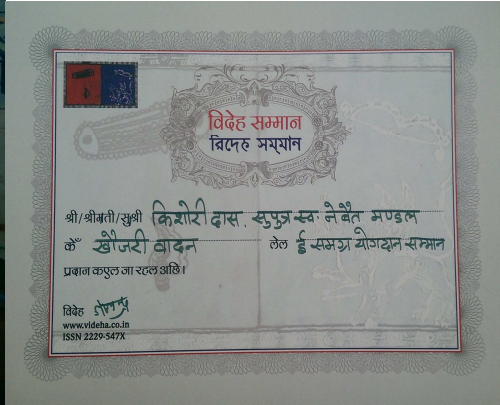 विदेह सम्मान
𑒫𑒱𑒠𑒹𑒯 𑒮𑒧𑓂𑒧𑒰𑒢
श्री/श्रीमती/सुश्री किशोरी दास, सुपुत्र स्व. नेबैत मण्डल
केँ खौजरी वादन लेल ई समग्र योगदान सम्मान
प्रदान कएल जा रहल अछि।
विदेह
www.videha.co.in
ISSN 2229-547X